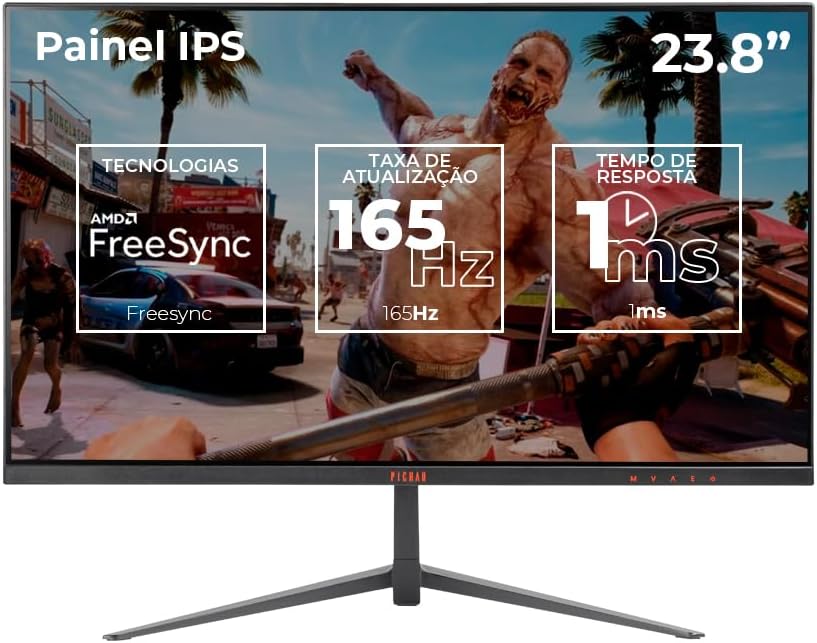 Painel IPS
23.8”
TECNOLOGIAS
AMD
FreeSync
Freesync
TAXA DE
ATUALIZAÇÃO
165
Hz
165Hz
TEMPO DE
RESPOSTA
1
ms
1ms
SUNGLASSES
PICHAU
M V Λ E